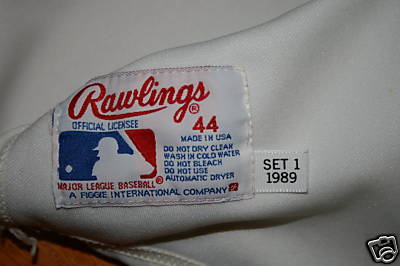 Rawlings®
OFFICIAL LICENSEE
44
MADE IN USA
DO NOT DRY CLEAN
WASH IN COLD WATER
DO NOT BLEACH
DO NOT USE
AUTOMATIC DRYER
MAJOR LEAGUE BASEBALL®
A FIGGIE INTERNATIONAL COMPANY
SET 1
1989